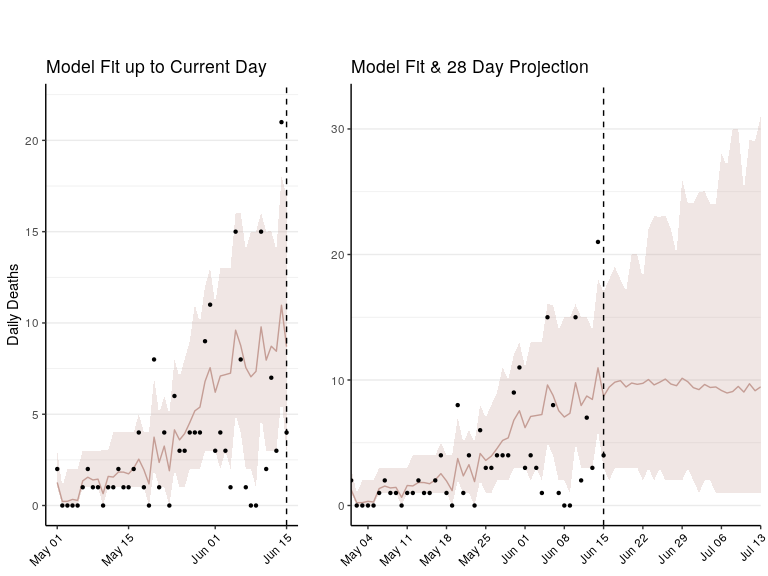 Model Fit up to Current Day
Daily Deaths
20
15
10
5
0
May 01
May 15
Jun 01
Jun 15
Model Fit & 28 Day Projection
30
20
10
0
May 04
May 11
May 18
May 25
Jun 01
Jun 08
Jun 15
Jun 22
Jun 29
Jul 06
Jul 13